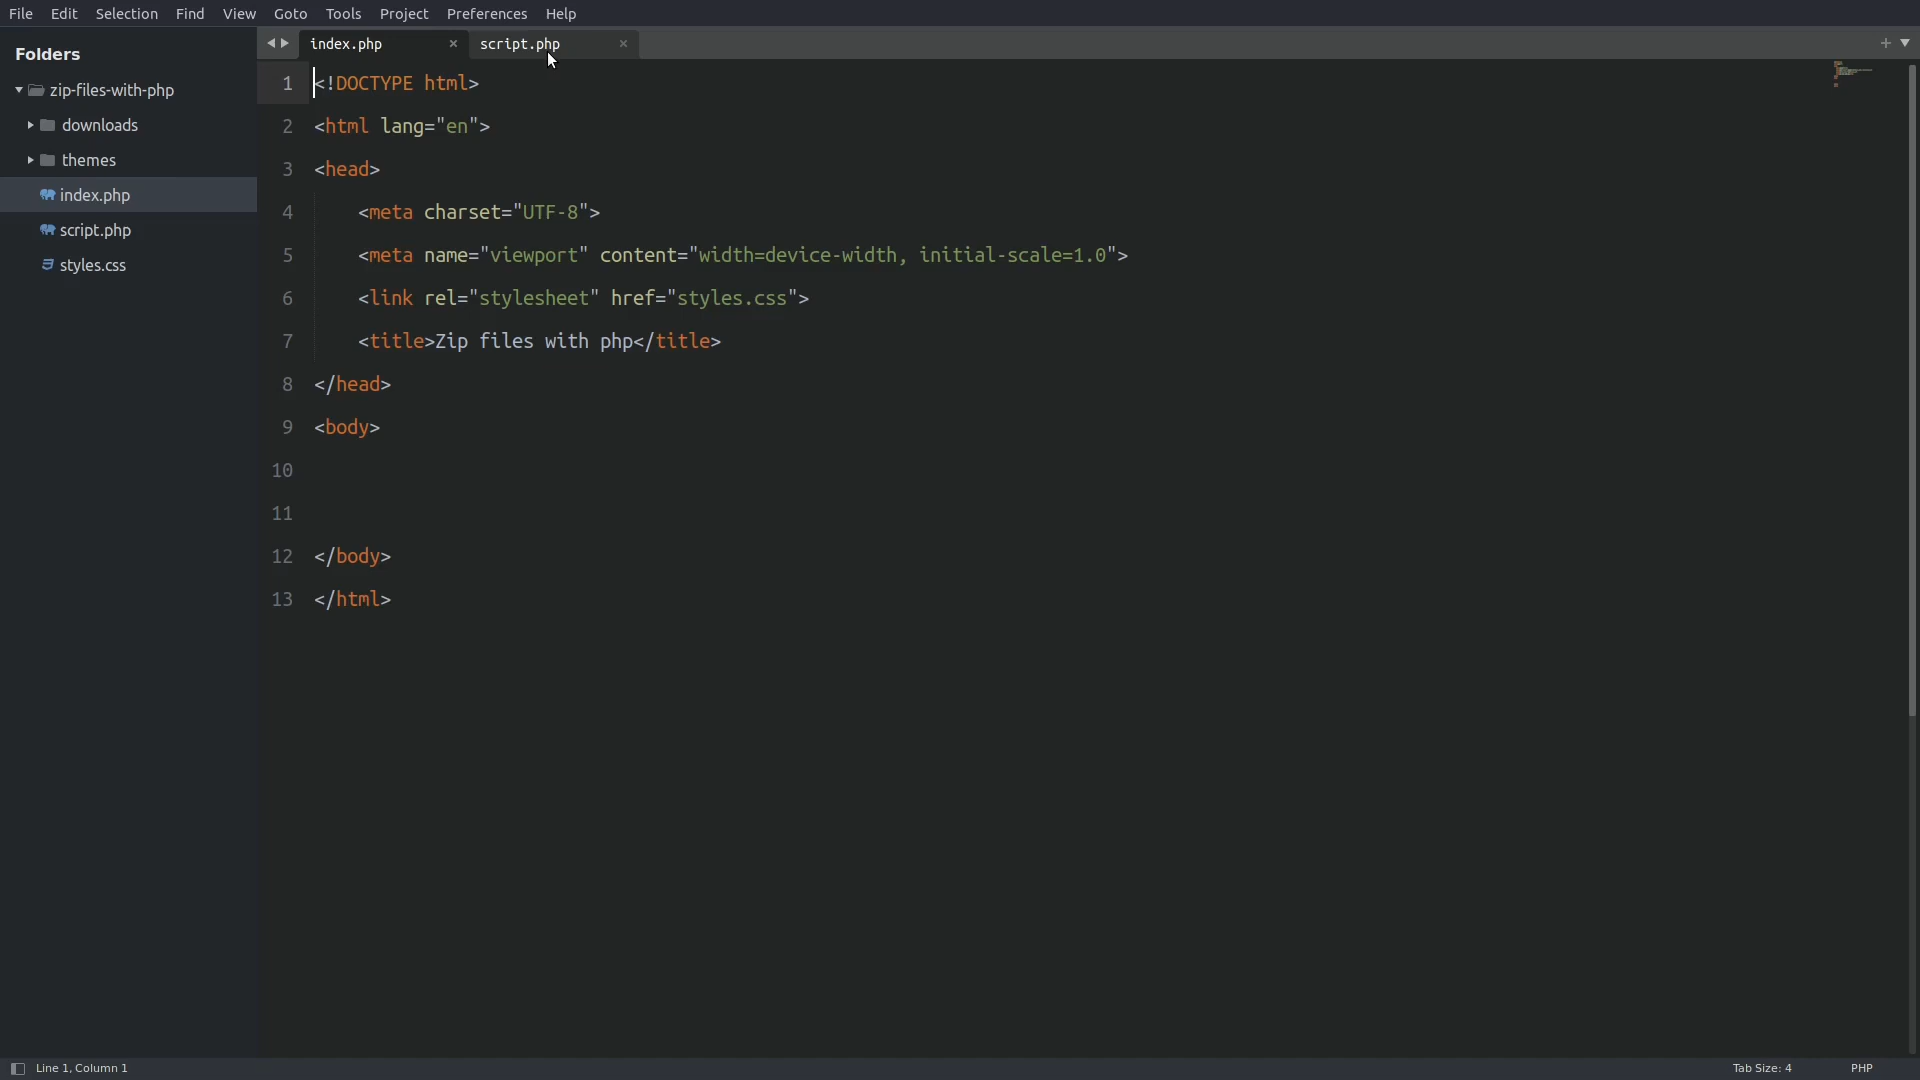 File Edit Selection Find View Goto Tools Project Preferences Help
Folders
zip-files-with-php
downloads
themes
index.php
script.php
styles.css
index.php × script.php ×
1 <!DOCTYPE html>
2 <html lang="en">
3 <head>
4 <meta charset="UTF-8">
5 <meta name="viewport" content="width=device-width, initial-scale=1.0">
6 <link rel="stylesheet" href="styles.css">
7 <title>Zip files with php</title>
8 </head>
9 <body>
10
11
12 </body>
13 </html>
Line 1, Column 1
Tab Size: 4 PHP